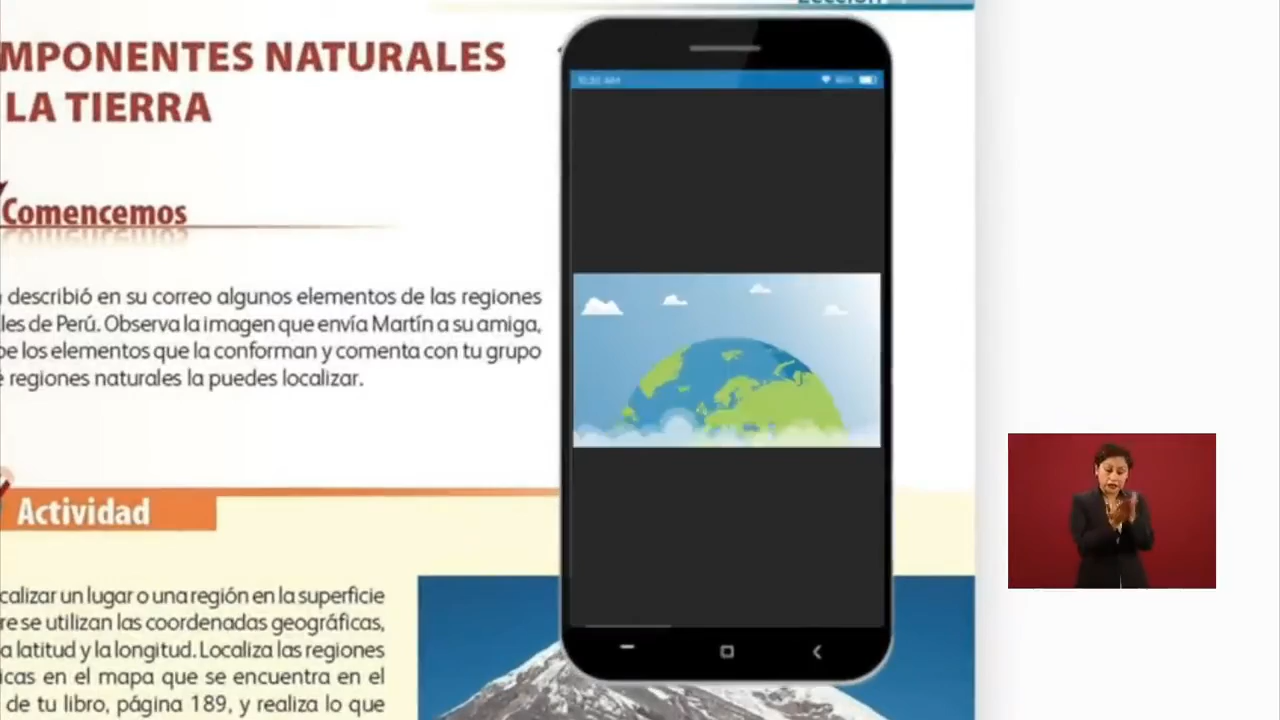 Lección
MPONENTES NATURALES
LA TIERRA
Comencemos
describió en su correo algunos elementos de las regiones
les de Perú. Observa la imagen que envía Martín a su amiga,
be los elementos que la conforman y comenta con tu grupo
regiones naturales la puedes localizar.
Actividad
calizar un lugar o una región en la superficie
re se utilizan las coordenadas geográficas,
a latitud y la longitud. Localiza las regiones
icas en el mapa que se encuentra en el
de tu libro, página 189, y realiza lo que